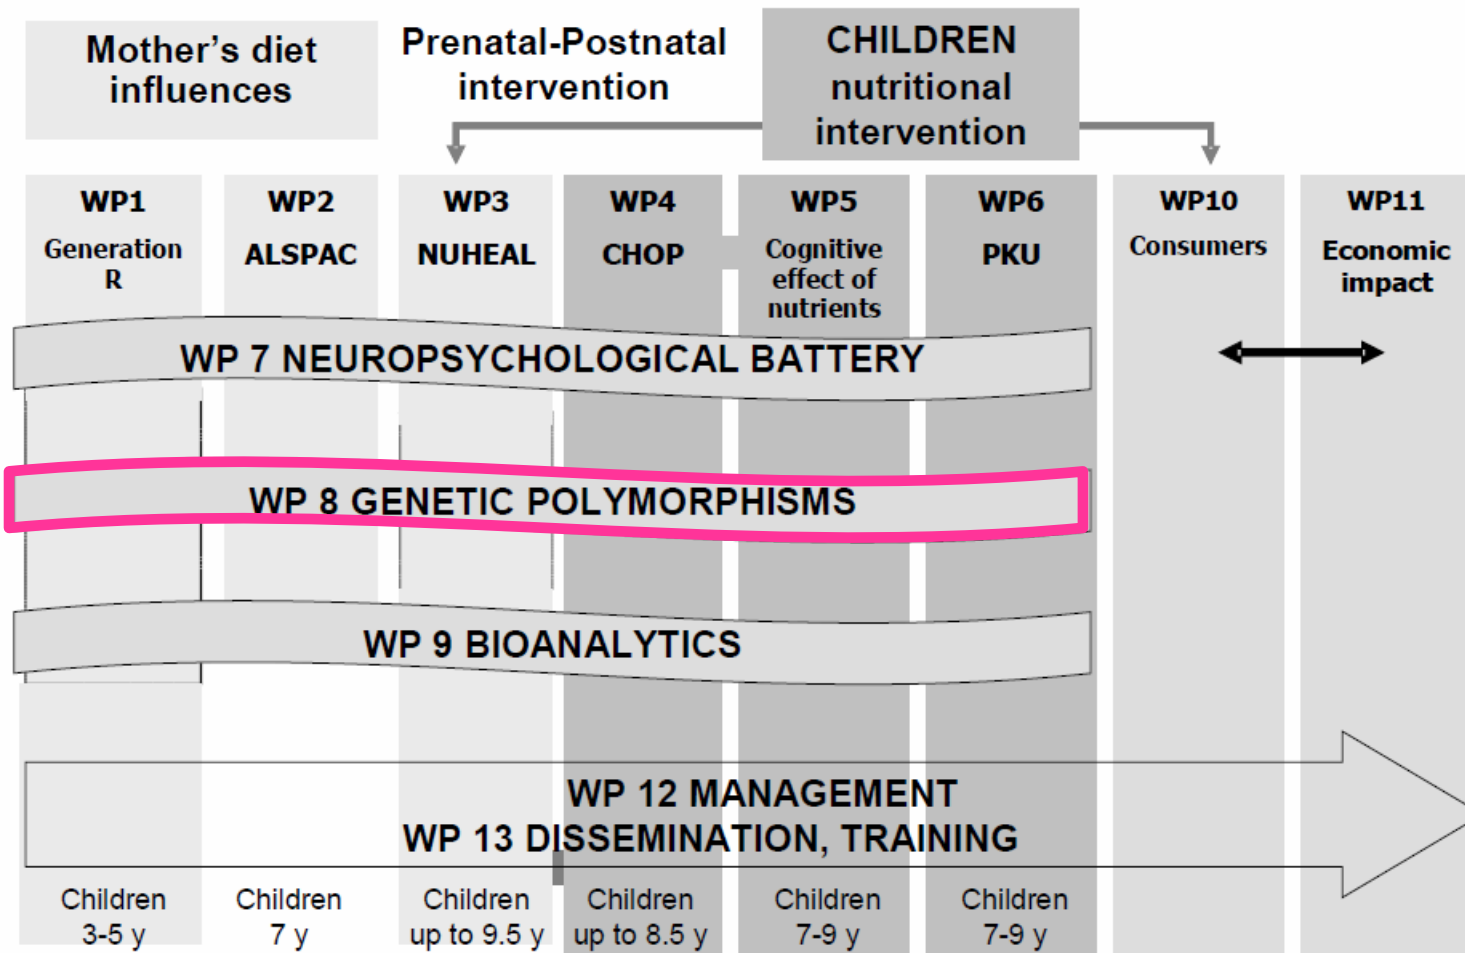 Mother's diet
influences
Prenatal-Postnatal
intervention
CHILDREN
nutritional
intervention
WP1
Generation
R
WP2
ALSPAC
WP3
NUHEAL
WP4
CHOP
WP5
Cognitive
effect of
nutrients
WP6
PKU
WP10
Consumers
WP11
Economic
impact
WP 7 NEUROPSYCHOLOGICAL BATTERY
WP 8 GENETIC POLYMORPHISMS
WP 9 BIOANALYTICS
WP 12 MANAGEMENT
WP 13 DISSEMINATION, TRAINING
Children
3-5 y
Children
7 y
Children
up to 9.5 y
Children
up to 8.5 y
Children
7-9 y
Children
7-9 y